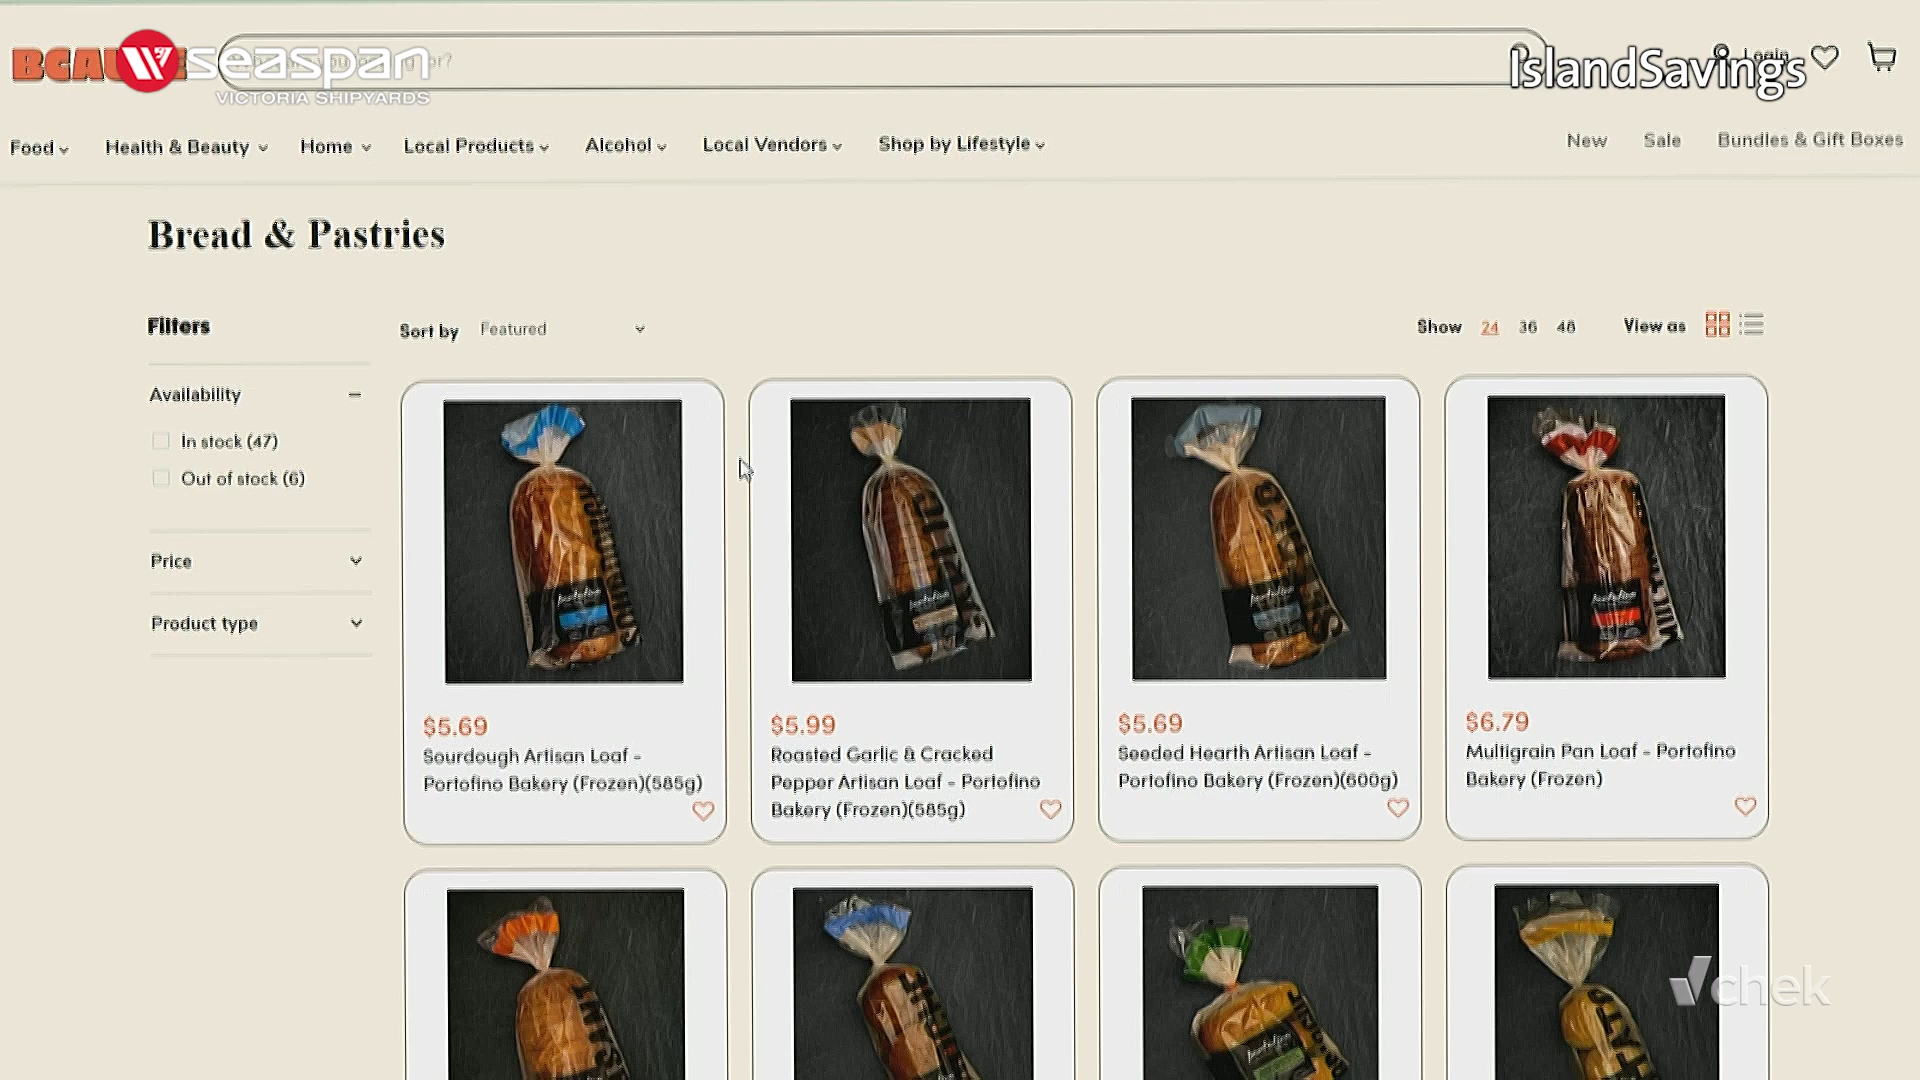 seaspan
VICTORIA SHIPYARDS
IslandSavings
Login
Food
Health & Beauty
Home
Local Products
Alcohol
Local Vendors
Shop by Lifestyle
New
Sale
Bundles & Gift Boxes
Bread & Pastries
Filters
Sort by
Featured
Show
24
36
48
View as
Availability
In stock (47)
Out of stock (6)
Price
Product type
$5.69
Sourdough Artisan Loaf -
Portofino Bakery (Frozen)(585g)
$5.99
Roasted Garlic & Cracked
Pepper Artisan Loaf - Portofino
Bakery (Frozen)(585g)
$5.69
Seeded Hearth Artisan Loaf -
Portofino Bakery (Frozen)(600g)
$6.79
Multigrain Pan Loaf - Portofino
Bakery (Frozen)
chek